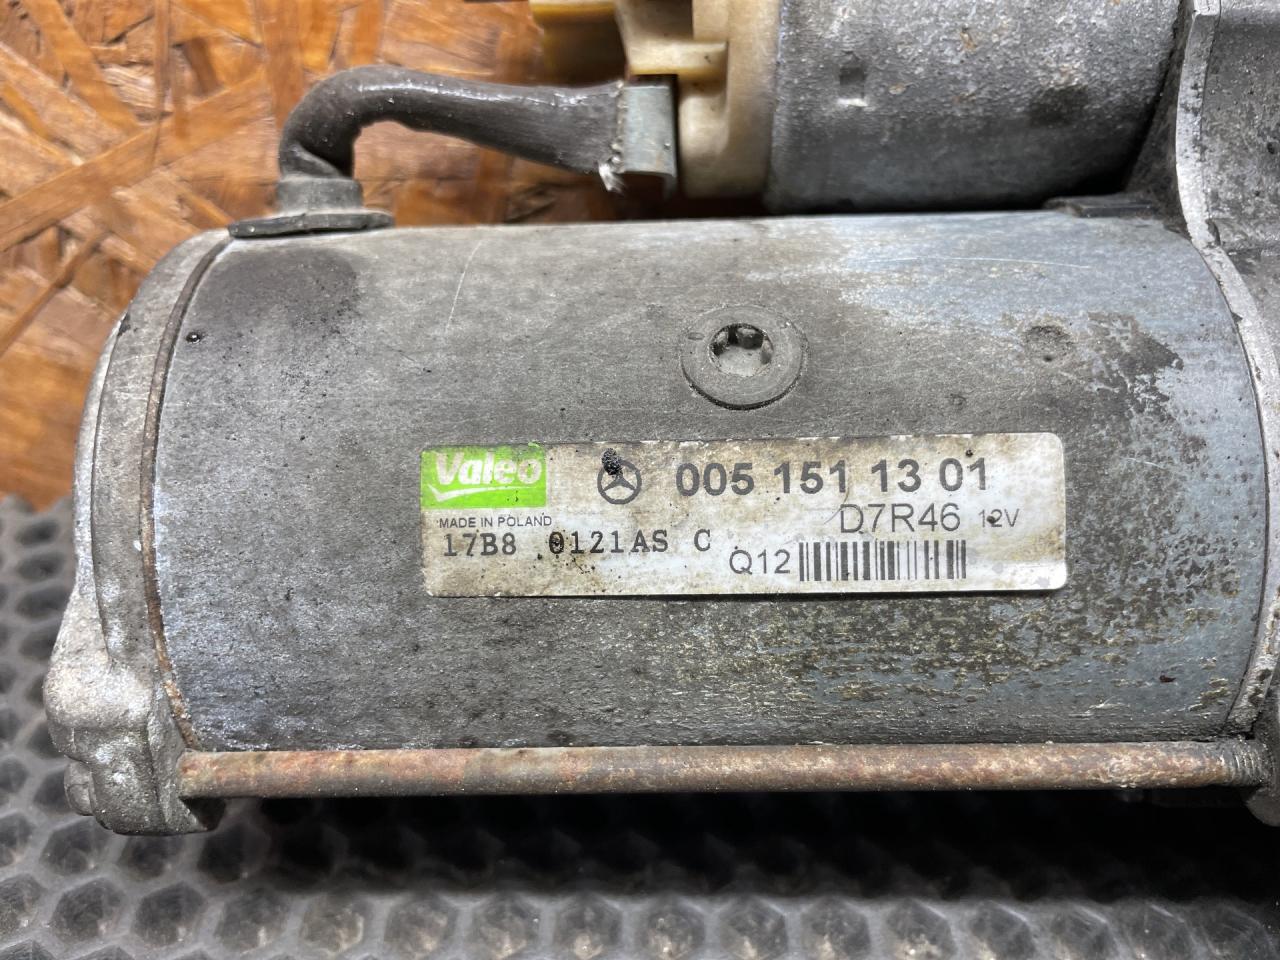 Valeo 005 151 13 01
MADE IN POLAND D7R46 12V
17B8 0121AS C
Q12